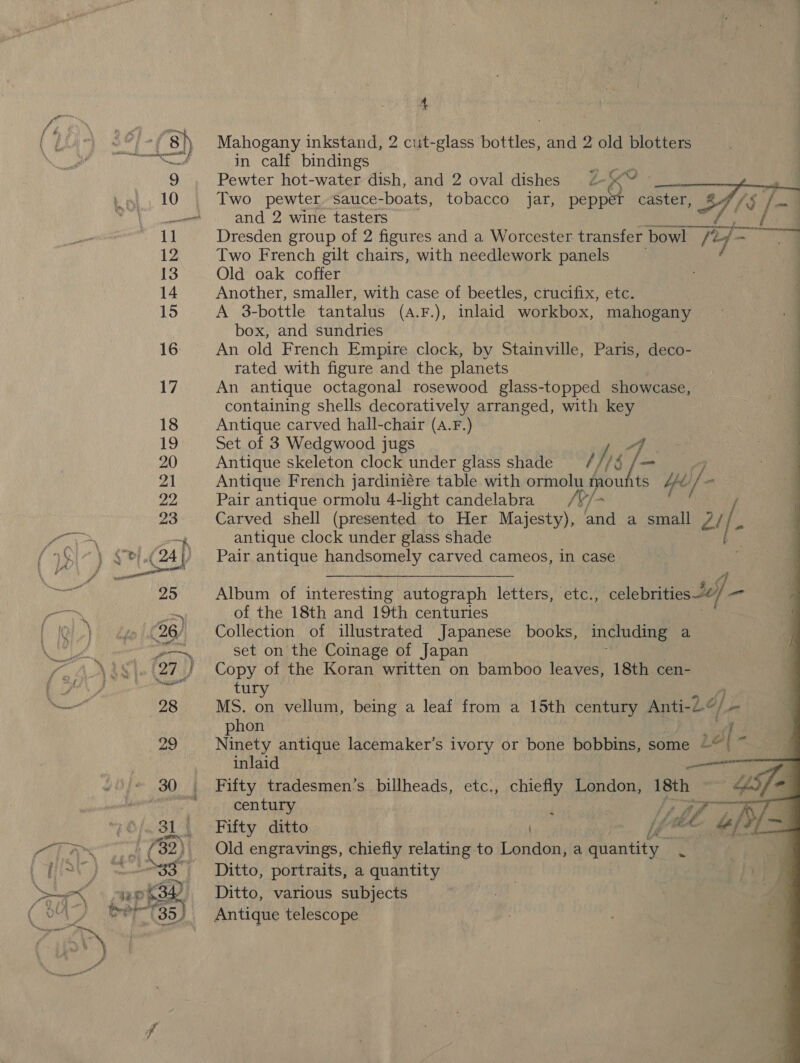 4
8 Mahogany inkstand, 2 cut-glass bottles, and 2 old blotters
in calf bindings
9 Pewter hot-water dish, and 2 oval dishes
10 Two pewter sauce-boats, tobacco jar, pepper caster,
and 2 wine tasters
11 Dresden group of 2 figures and a Worcester transfer bowl
12 Two French gilt chairs, with needlework panels
13 Old oak coffer
14 Another, smaller, with case of beetles, crucifix, etc.
15 A 3-bottle tantalus (A.F.), inlaid workbox, mahogany
box, and sundries
16 An old French Empire clock, by Stainville, Paris, deco-
rated with figure and the planets
17 An antique octagonal rosewood glass-topped showcase,
containing shells decoratively arranged, with key
18 Antique carved hall-chair (A.F.)
19 Set of 3 Wedgwood jugs
20 Antique skeleton clock under glass shade
21 Antique French jardiniére table with ormolu mounts
22 Pair antique ormolu 4-light candelabra
23 Carved shell (presented to Her Majesty), and a small 21/-
antique clock under glass shade
24 Pair antique handsomely carved cameos, in case
25 Album of interesting autograph letters, etc., celebrities
of the 18th and 19th centuries
26 Collection of illustrated Japanese books, including a
set on the Coinage of Japan
27 Copy of the Koran written on bamboo leaves, 18th cen-
tury
28 MS. on vellum, being a leaf from a 15th century Anti-
phon
29 Ninety antique lacemaker's ivory or bone bobbins, some
inlaid
30 Fifty tradesmen's billheads, etc., chiefly London, 18th 45/-
century
31 Fifty ditto
32 Old engravings, chiefly relating to London, a quantity
33 Ditto, portraits, a quantity
34 Ditto, various subjects
35 Antique telescope